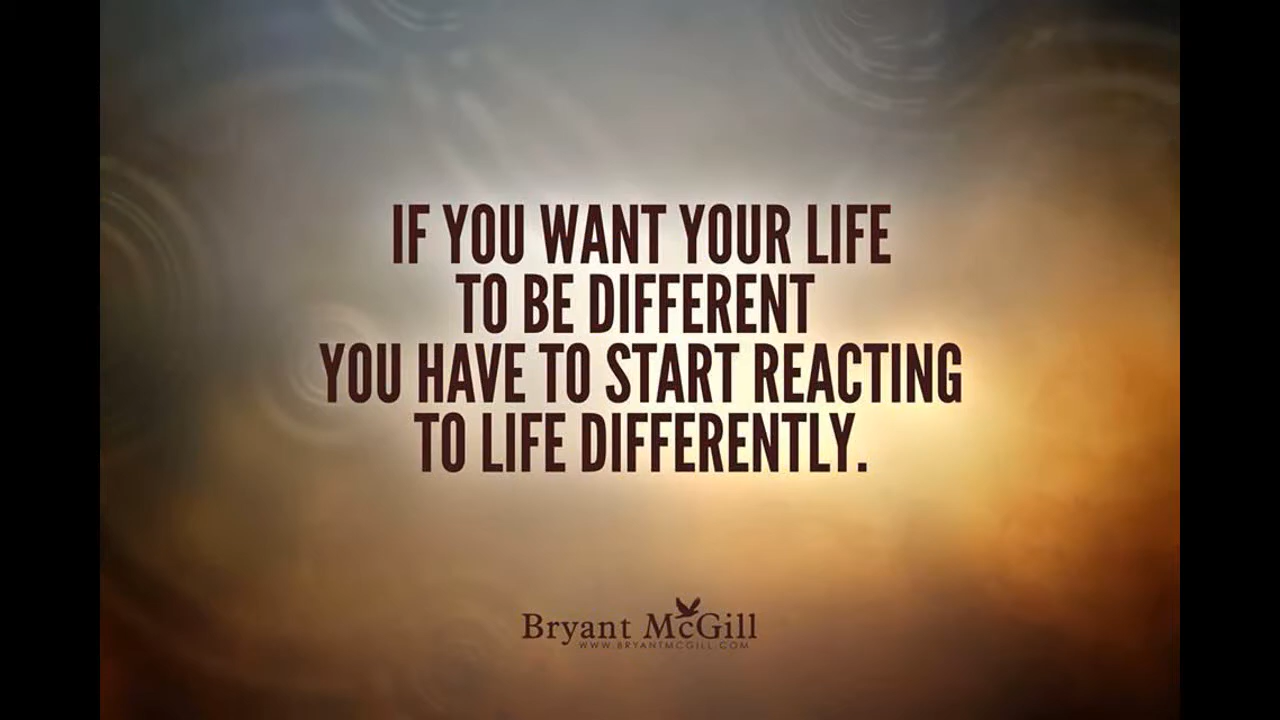 IF YOU WANT YOUR LIFE
TO BE DIFFERENT
YOU HAVE TO START REACTING
TO LIFE DIFFERENTLY.
Bryant McGill
WWW.BRYANTMCGILL.COM